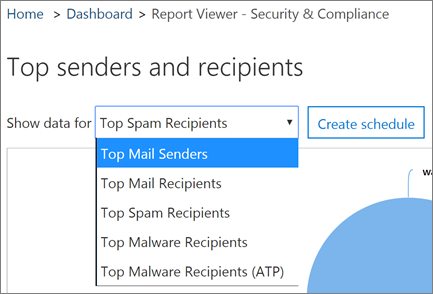 Home > Dashboard > Report Viewer - Security & Compliance
Top senders and recipients
Show data for Top Spam Recipients Create schedule
Top Mail Senders
Top Mail Recipients
Top Spam Recipients
Top Malware Recipients
Top Malware Recipients (ATP)